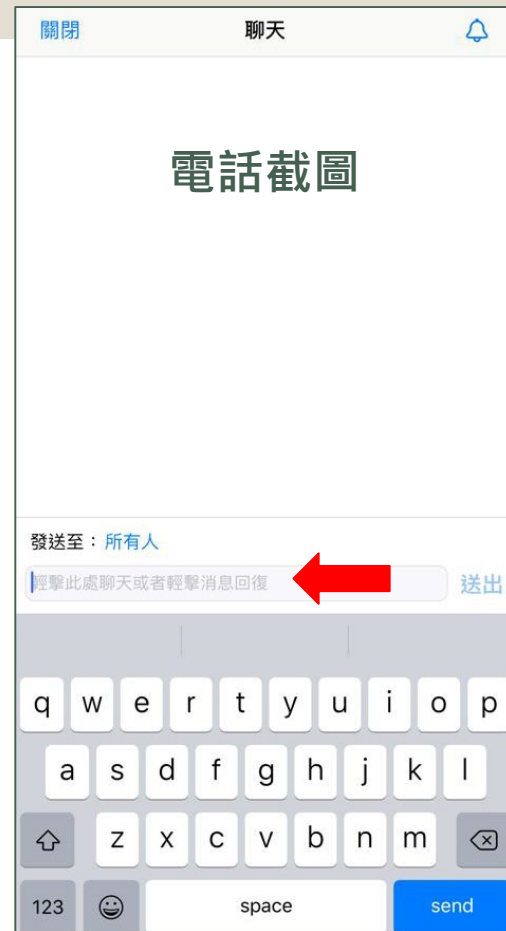 關閉 聊天
電話截圖
發送至：所有人
輕擊此處聊天或者輕擊消息回復 送出
q w e r t y u i o p
a s d f g h j k l
z x c v b n m
123 space send